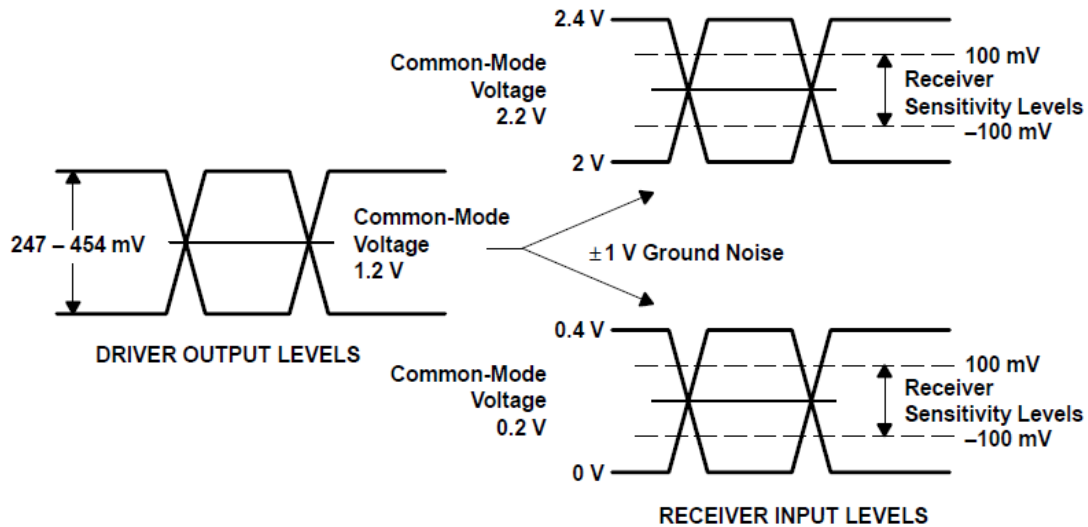 2.4 V
Common-Mode
Voltage
2.2 V
100 mV
Receiver
Sensitivity Levels
–100 mV
2 V
247 – 454 mV
Common-Mode
Voltage
1.2 V
±1 V Ground Noise
DRIVER OUTPUT LEVELS
0.4 V
Common-Mode
Voltage
0.2 V
100 mV
Receiver
Sensitivity Levels
–100 mV
0 V
RECEIVER INPUT LEVELS